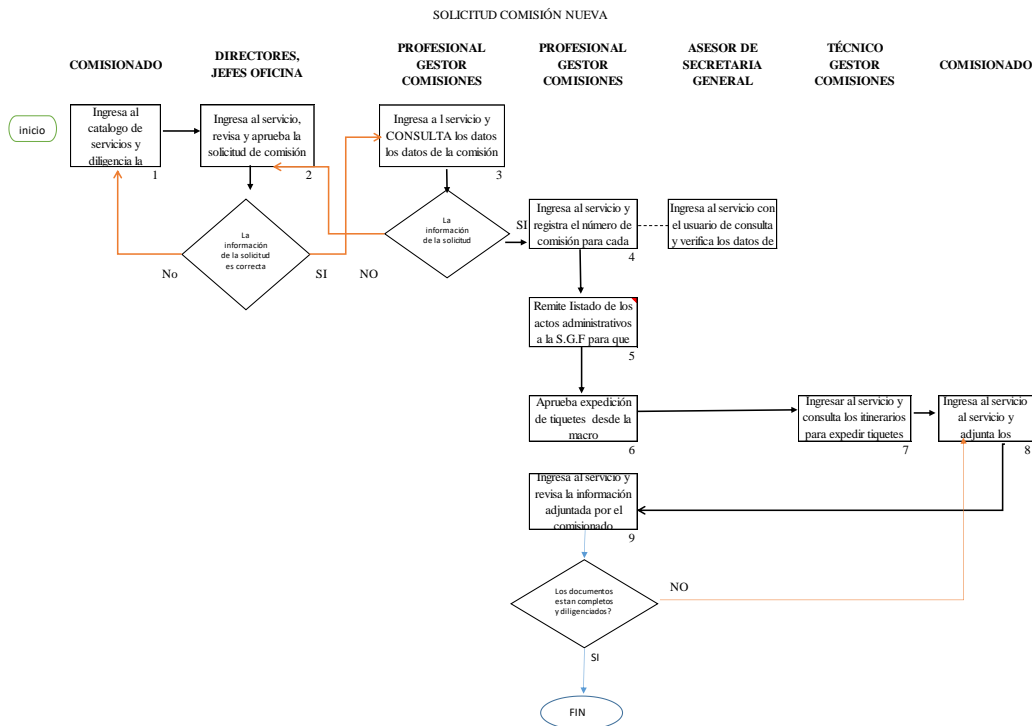 SOLICITUD COMISIÓN NUEVA
COMISIONADO
DIRECTORES,
JEFES OFICINA
PROFESIONAL
GESTOR
COMISIONES
PROFESIONAL
GESTOR
COMISIONES
ASESOR DE
SECRETARIA
GENERAL
TÉCNICO
GESTOR
COMISIONES
COMISIONADO
inicio
Ingresa al
catalogo de
servicios y
diligencia la
1
Ingresa al servicio,
revisa y aprueba la
solicitud de comisión
2
Ingresa a l servicio y
CONSULTA los datos
los datos de la comisión
3
La
información
de la solicitud
es correcta
No
SI
La
información
de la solicitud
NO
SI
Ingresa al servicio y
registra el número de
comisión para cada
4
Ingresa al servicio con
el usuario de consulta
y verifica los datos de
Remite listado de los
actos administrativos
a la S.G.F para que
5
Aprueba expedición
de tiquetes desde la
macro
6
Ingresar al servicio y
consulta los itinerarios
para expedir tiquetes
7
Ingresa al servicio
al servicio y
adjunta los
8
Ingresa al servicio y
revisa la información
adjuntada por el
comisionado
9
Los documentos
estan completos
y diligenciados?
NO
SI
FIN